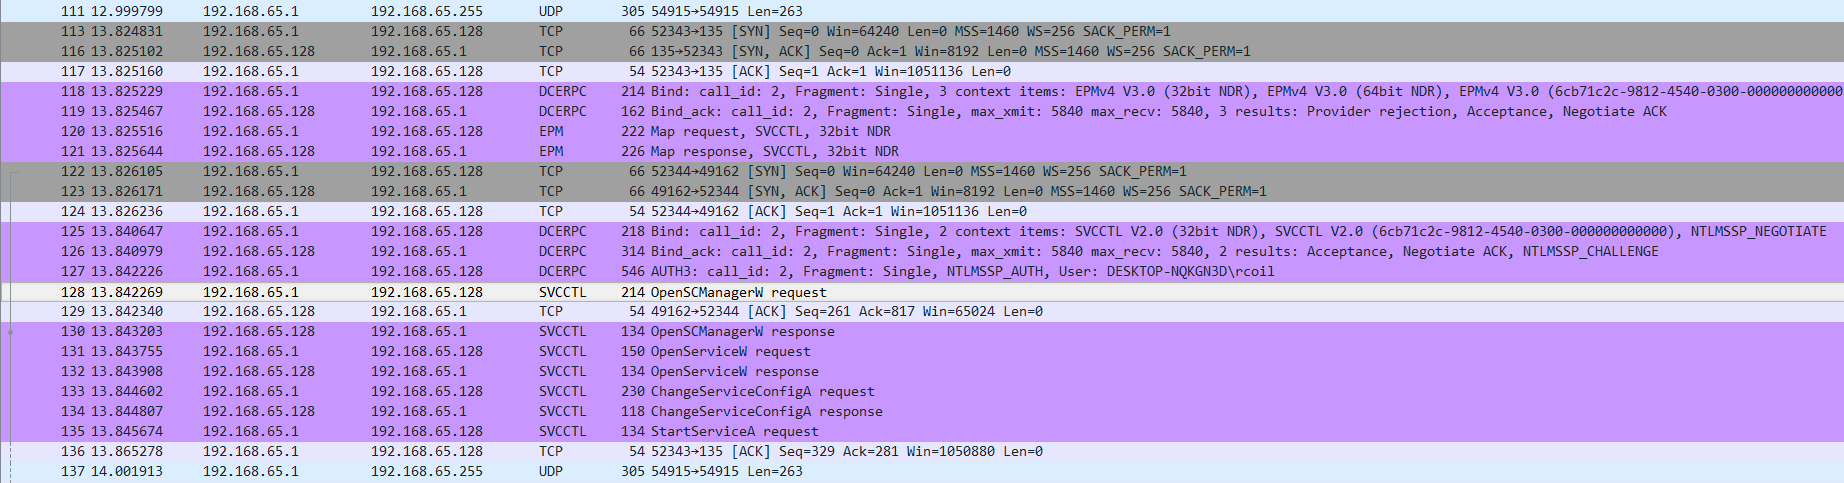 111 12.999799 192.168.65.1 192.168.65.255 UDP 305 54915→54915 Len=263
113 13.824831 192.168.65.1 192.168.65.128 TCP 66 52343→135 [SYN] Seq=0 Win=64240 Len=0 MSS=1460 WS=256 SACK_PERM=1
116 13.825102 192.168.65.128 192.168.65.1 TCP 66 135→52343 [SYN, ACK] Seq=0 Ack=1 Win=8192 Len=0 MSS=1460 WS=256 SACK_PERM=1
117 13.825160 192.168.65.1 192.168.65.128 TCP 54 52343→135 [ACK] Seq=1 Ack=1 Win=1051136 Len=0
118 13.825229 192.168.65.1 192.168.65.128 DCERPC 214 Bind: call_id: 2, Fragment: Single, 3 context items: EPMv4 V3.0 (32bit NDR), EPMv4 V3.0 (64bit NDR), EPMv4 V3.0 (6cb71c2c-9812-4540-0300-000000000000
119 13.825467 192.168.65.128 192.168.65.1 DCERPC 162 Bind_ack: call_id: 2, Fragment: Single, max_xmit: 5840 max_recv: 5840, 3 results: Provider rejection, Acceptance, Negotiate ACK
120 13.825516 192.168.65.1 192.168.65.128 EPM 222 Map request, SVCCTL, 32bit NDR
121 13.825644 192.168.65.128 192.168.65.1 EPM 226 Map response, SVCCTL, 32bit NDR
122 13.826105 192.168.65.1 192.168.65.128 TCP 66 52344→49162 [SYN] Seq=0 Win=64240 Len=0 MSS=1460 WS=256 SACK_PERM=1
123 13.826171 192.168.65.128 192.168.65.1 TCP 66 49162→52344 [SYN, ACK] Seq=0 Ack=1 Win=8192 Len=0 MSS=1460 WS=256 SACK_PERM=1
124 13.826236 192.168.65.1 192.168.65.128 TCP 54 52344→49162 [ACK] Seq=1 Ack=1 Win=1051136 Len=0
125 13.840647 192.168.65.1 192.168.65.128 DCERPC 218 Bind: call_id: 2, Fragment: Single, 2 context items: SVCCTL V2.0 (32bit NDR), SVCCTL V2.0 (6cb71c2c-9812-4540-0300-000000000000), NTLMSSP_NEGOTIATE
126 13.840979 192.168.65.128 192.168.65.1 DCERPC 314 Bind_ack: call_id: 2, Fragment: Single, max_xmit: 5840 max_recv: 5840, 2 results: Acceptance, Negotiate ACK, NTLMSSP_CHALLENGE
127 13.842226 192.168.65.1 192.168.65.128 DCERPC 546 AUTH3: call_id: 2, Fragment: Single, NTLMSSP_AUTH, User: DESKTOP-NQKGN3D\rcoil
128 13.842269 192.168.65.1 192.168.65.128 SVCCTL 214 OpenSCManagerW request
129 13.842340 192.168.65.128 192.168.65.1 TCP 54 49162→52344 [ACK] Seq=261 Ack=817 Win=65024 Len=0
130 13.843203 192.168.65.128 192.168.65.1 SVCCTL 134 OpenSCManagerW response
131 13.843755 192.168.65.1 192.168.65.128 SVCCTL 150 OpenServiceW request
132 13.843908 192.168.65.128 192.168.65.1 SVCCTL 134 OpenServiceW response
133 13.844602 192.168.65.1 192.168.65.128 SVCCTL 230 ChangeServiceConfigA request
134 13.844807 192.168.65.128 192.168.65.1 SVCCTL 118 ChangeServiceConfigA response
135 13.845674 192.168.65.1 192.168.65.128 SVCCTL 134 StartServiceA request
136 13.865278 192.168.65.1 192.168.65.128 TCP 54 52343→135 [ACK] Seq=329 Ack=281 Win=1050880 Len=0
137 14.001913 192.168.65.1 192.168.65.255 UDP 305 54915→54915 Len=263